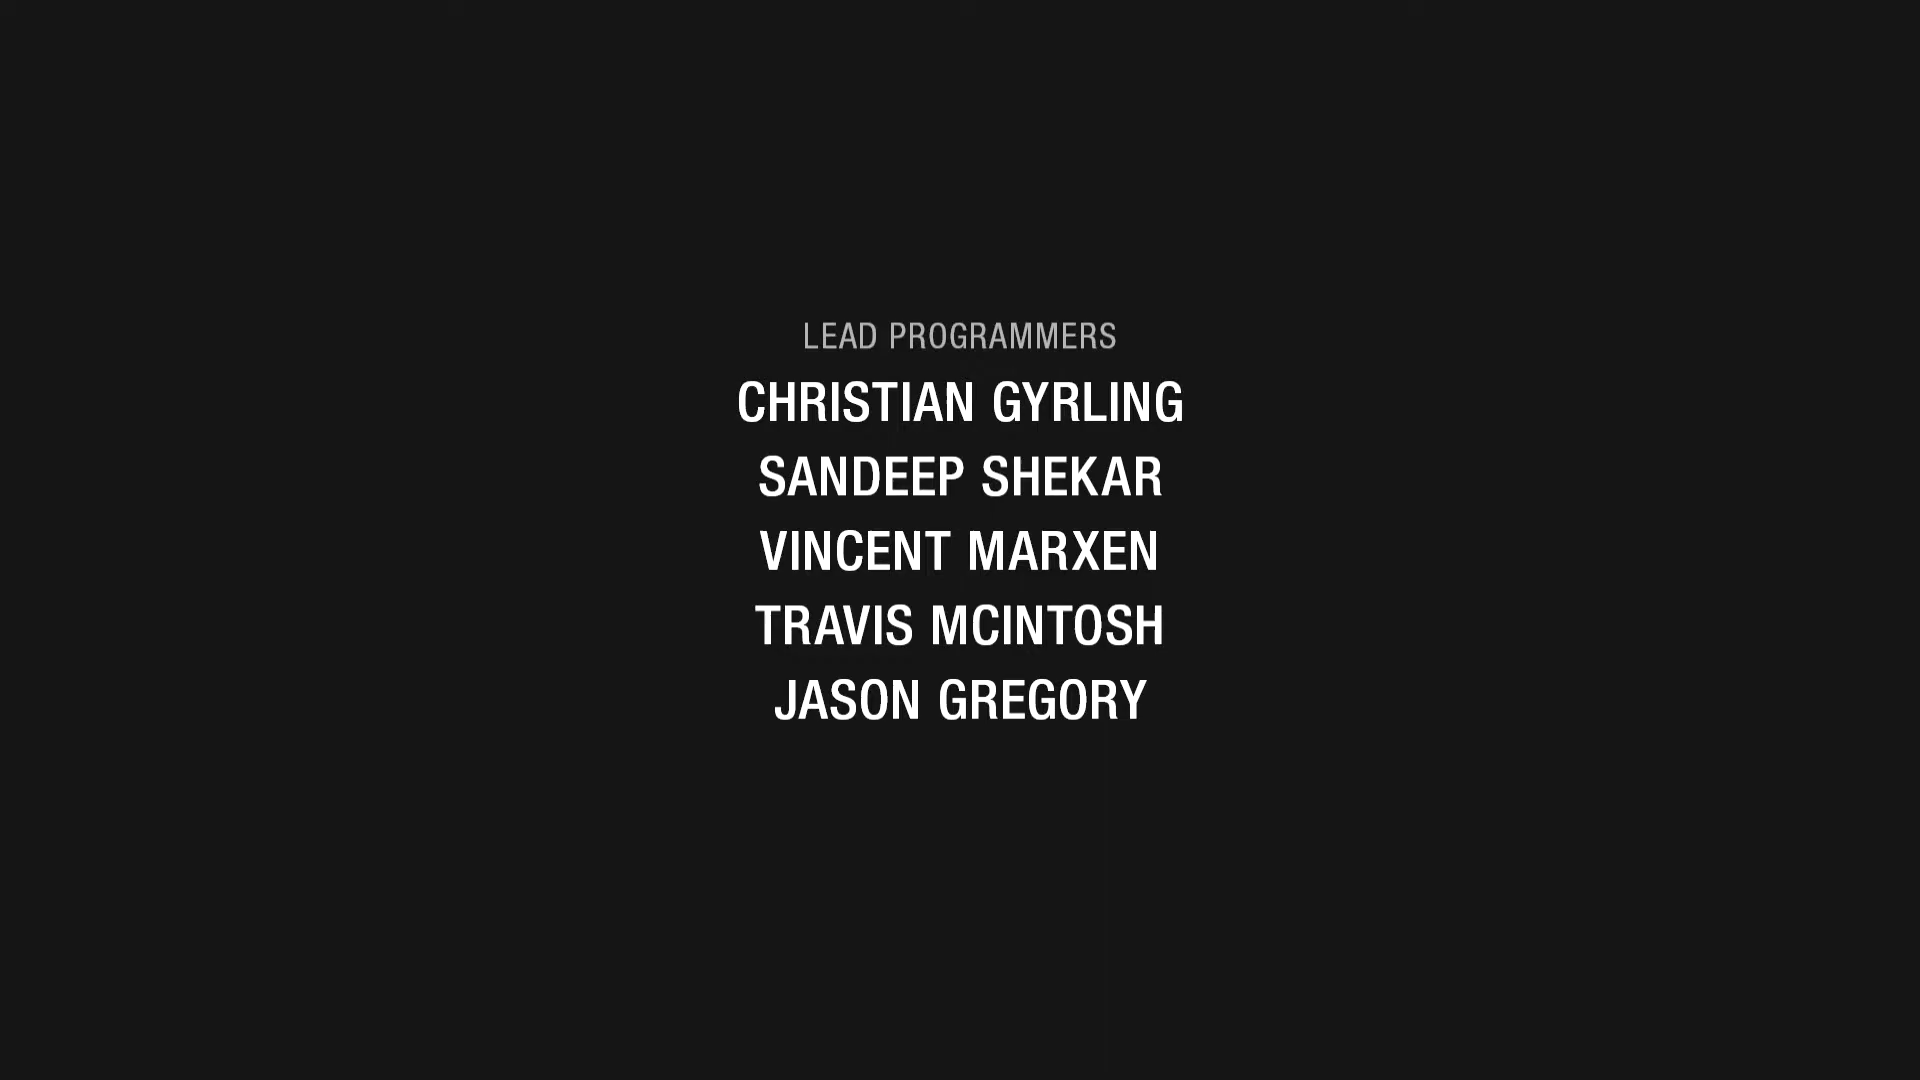 LEAD PROGRAMMERS
CHRISTIAN GYRLING
SANDEEP SHEKAR
VINCENT MARXEN
TRAVIS MCINTOSH
JASON GREGORY